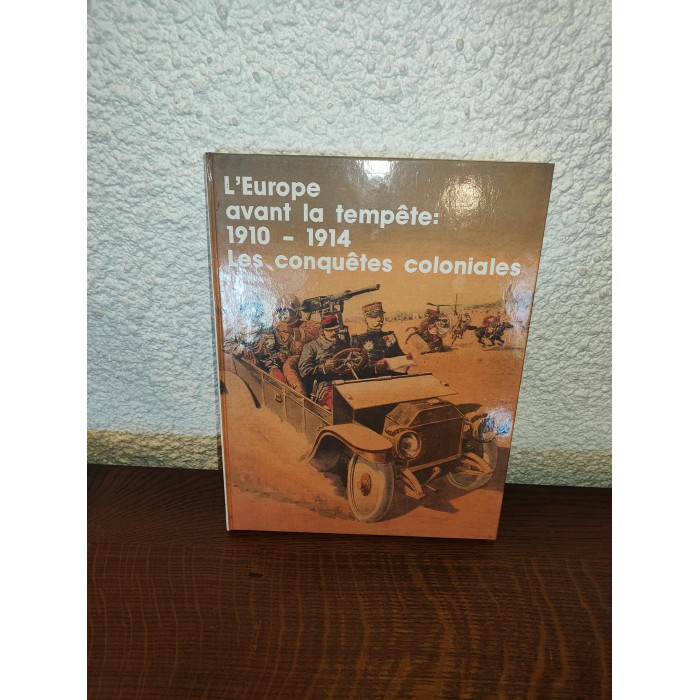 L'Europe
avant la tempête:
1910 - 1914
Les conquêtes coloniales